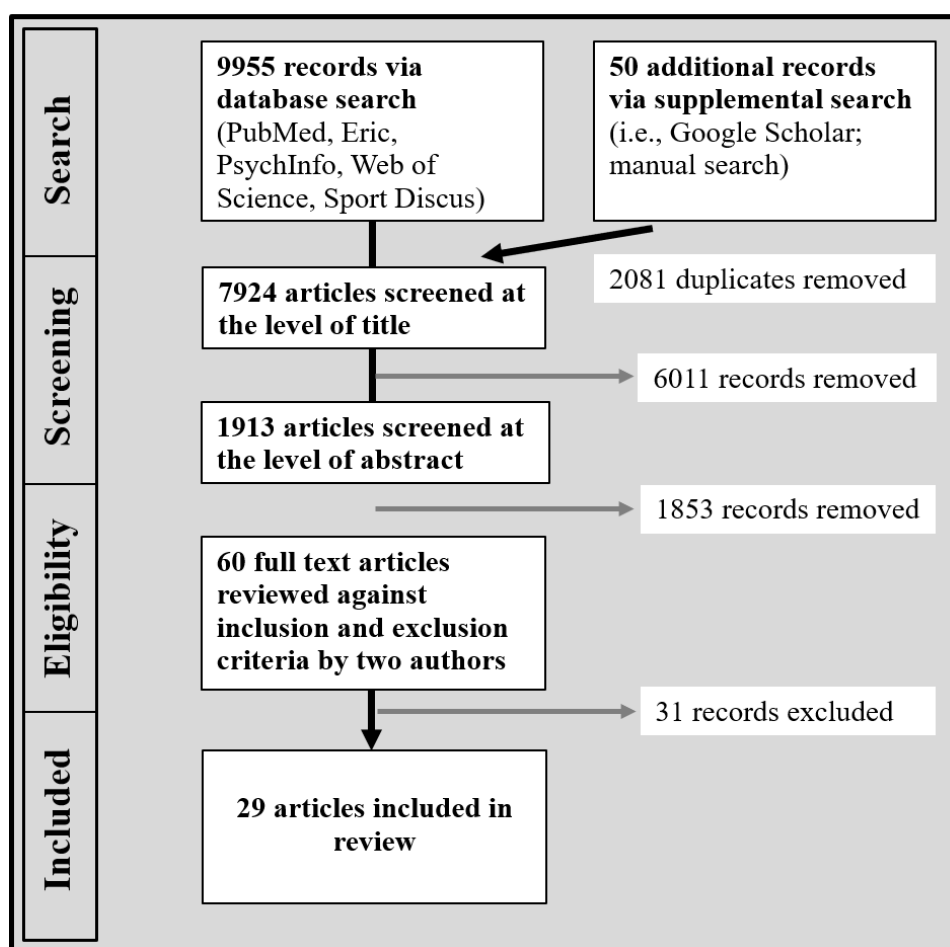 Search
9955 records via
database search
(PubMed, Eric,
PsychInfo, Web of
Science, Sport Discus)
50 additional records
via supplemental search
(i.e., Google Scholar;
manual search)
Screening
2081 duplicates removed
7924 articles screened at
the level of title
6011 records removed
1913 articles screened at
the level of abstract
Eligibility
1853 records removed
60 full text articles
reviewed against
inclusion and exclusion
criteria by two authors
31 records excluded
Included
29 articles included in
review